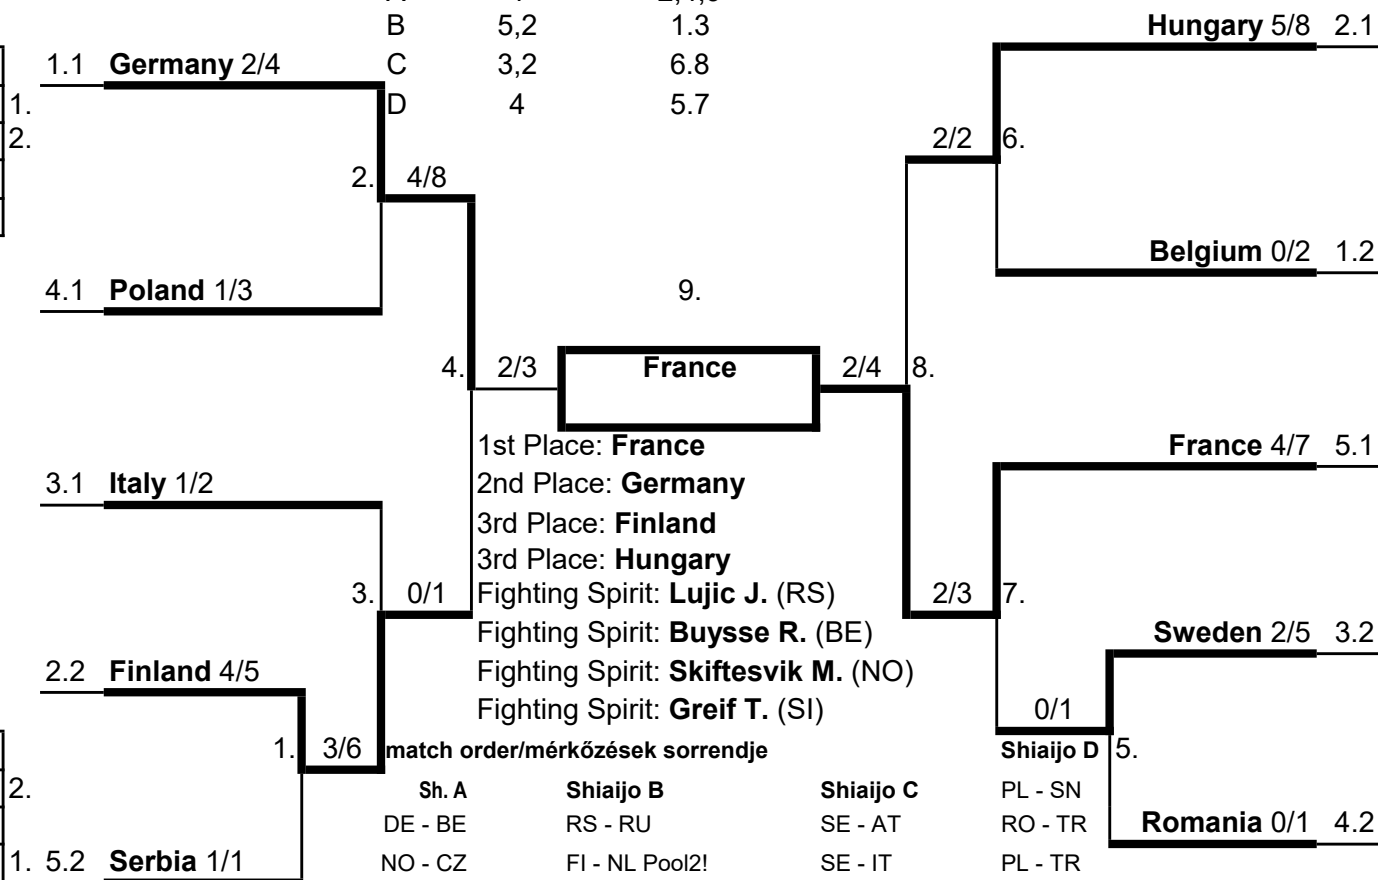 B 5,2 1.3 Hungary 5/8 2.1
1.1 Germany 2/4 C 3,2 6.8
1. D 4 5.7
2. 2/2 6.
2. 4/8
Belgium 0/2 1.2
4.1 Poland 1/3 9.
4. 2/3 France 2/4 8.
1st Place: France France 4/7 5.1
3.1 Italy 1/2 2nd Place: Germany
3rd Place: Finland
3rd Place: Hungary
3. 0/1 Fighting Spirit: Lujic J. (RS) 2/3 7.
Fighting Spirit: Buysse R. (BE) Sweden 2/5 3.2
2.2 Finland 4/5 Fighting Spirit: Skiftesvik M. (NO)
Fighting Spirit: Greif T. (SI) 0/1
1. 3/6 match order/mérkőzések sorrendje Shiaijo D 5.
2. Sh. A Shiaijo B Shiaijo C PL - SN
DE - BE RS - RU SE - AT RO - TR Romania 0/1 4.2
1. 5.2 Serbia 1/1 NO - CZ FI - NL Pool2! SE - IT PL - TR